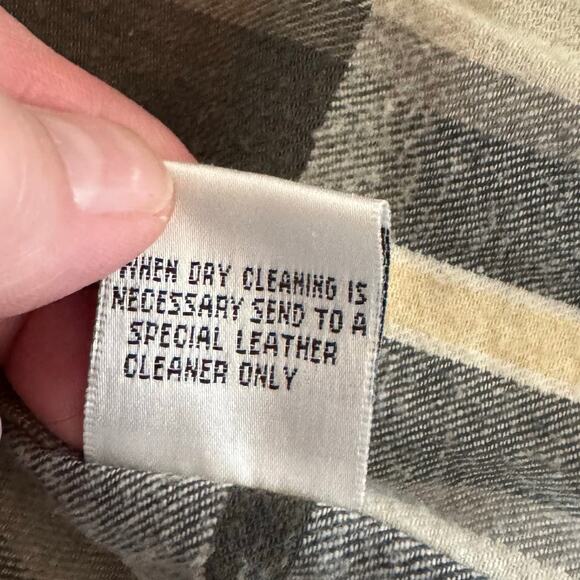 WHEN DRY CLEANING IS
NECESSARY SEND TO A
SPECIAL LEATHER
CLEANER ONLY